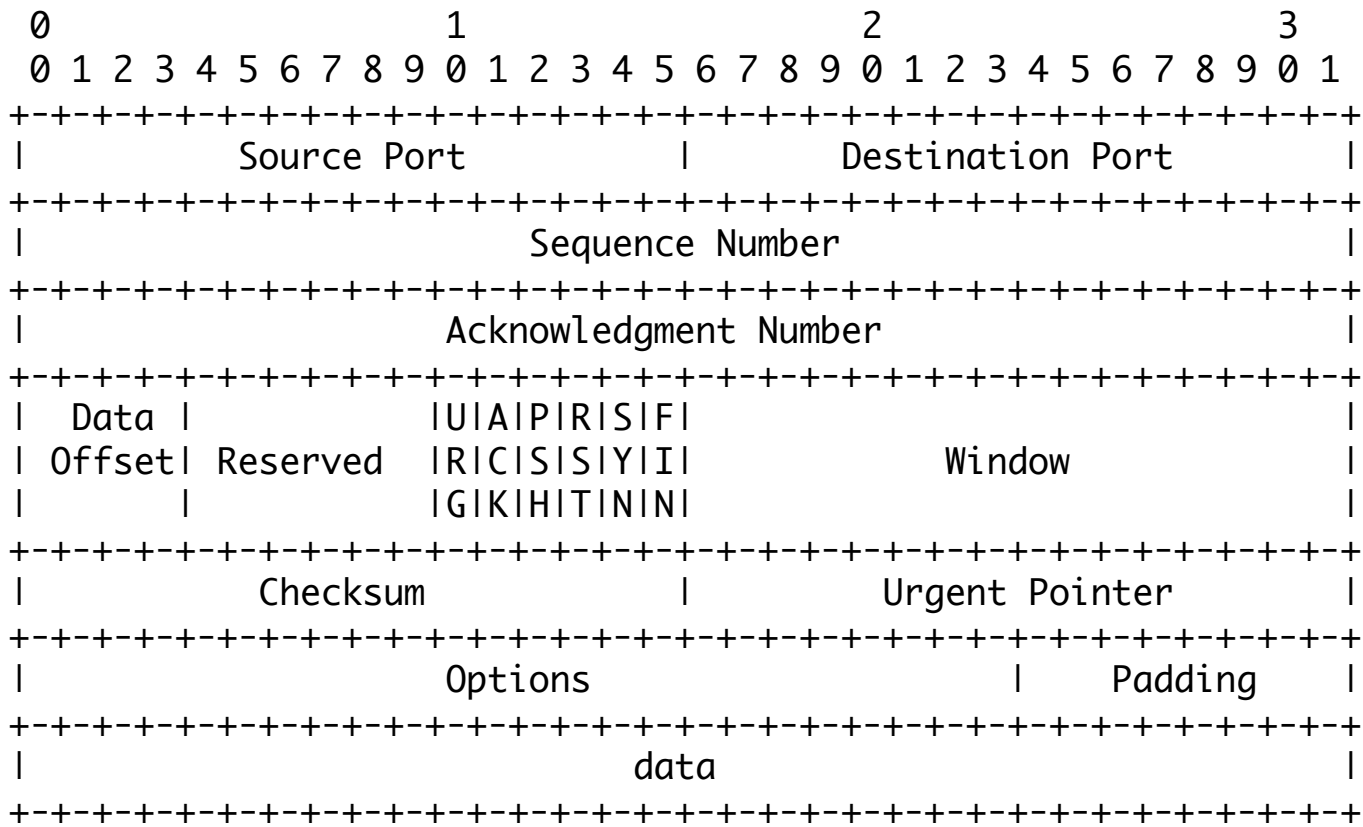 0                   1                   2                   3
 0 1 2 3 4 5 6 7 8 9 0 1 2 3 4 5 6 7 8 9 0 1 2 3 4 5 6 7 8 9 0 1
+-+-+-+-+-+-+-+-+-+-+-+-+-+-+-+-+-+-+-+-+-+-+-+-+-+-+-+-+-+-+-+-+
|          Source Port          |       Destination Port        |
+-+-+-+-+-+-+-+-+-+-+-+-+-+-+-+-+-+-+-+-+-+-+-+-+-+-+-+-+-+-+-+-+
|                        Sequence Number                        |
+-+-+-+-+-+-+-+-+-+-+-+-+-+-+-+-+-+-+-+-+-+-+-+-+-+-+-+-+-+-+-+-+
|                    Acknowledgment Number                      |
+-+-+-+-+-+-+-+-+-+-+-+-+-+-+-+-+-+-+-+-+-+-+-+-+-+-+-+-+-+-+-+-+
|  Data |           |U|A|P|R|S|F|                               |
| Offset| Reserved  |R|C|S|S|Y|I|            Window             |
|       |           |G|K|H|T|N|N|                               |
+-+-+-+-+-+-+-+-+-+-+-+-+-+-+-+-+-+-+-+-+-+-+-+-+-+-+-+-+-+-+-+-+
|           Checksum            |         Urgent Pointer        |
+-+-+-+-+-+-+-+-+-+-+-+-+-+-+-+-+-+-+-+-+-+-+-+-+-+-+-+-+-+-+-+-+
|                    Options                    |    Padding    |
+-+-+-+-+-+-+-+-+-+-+-+-+-+-+-+-+-+-+-+-+-+-+-+-+-+-+-+-+-+-+-+-+
|                             data                              |
+-+-+-+-+-+-+-+-+-+-+-+-+-+-+-+-+-+-+-+-+-+-+-+-+-+-+-+-+-+-+-+-+